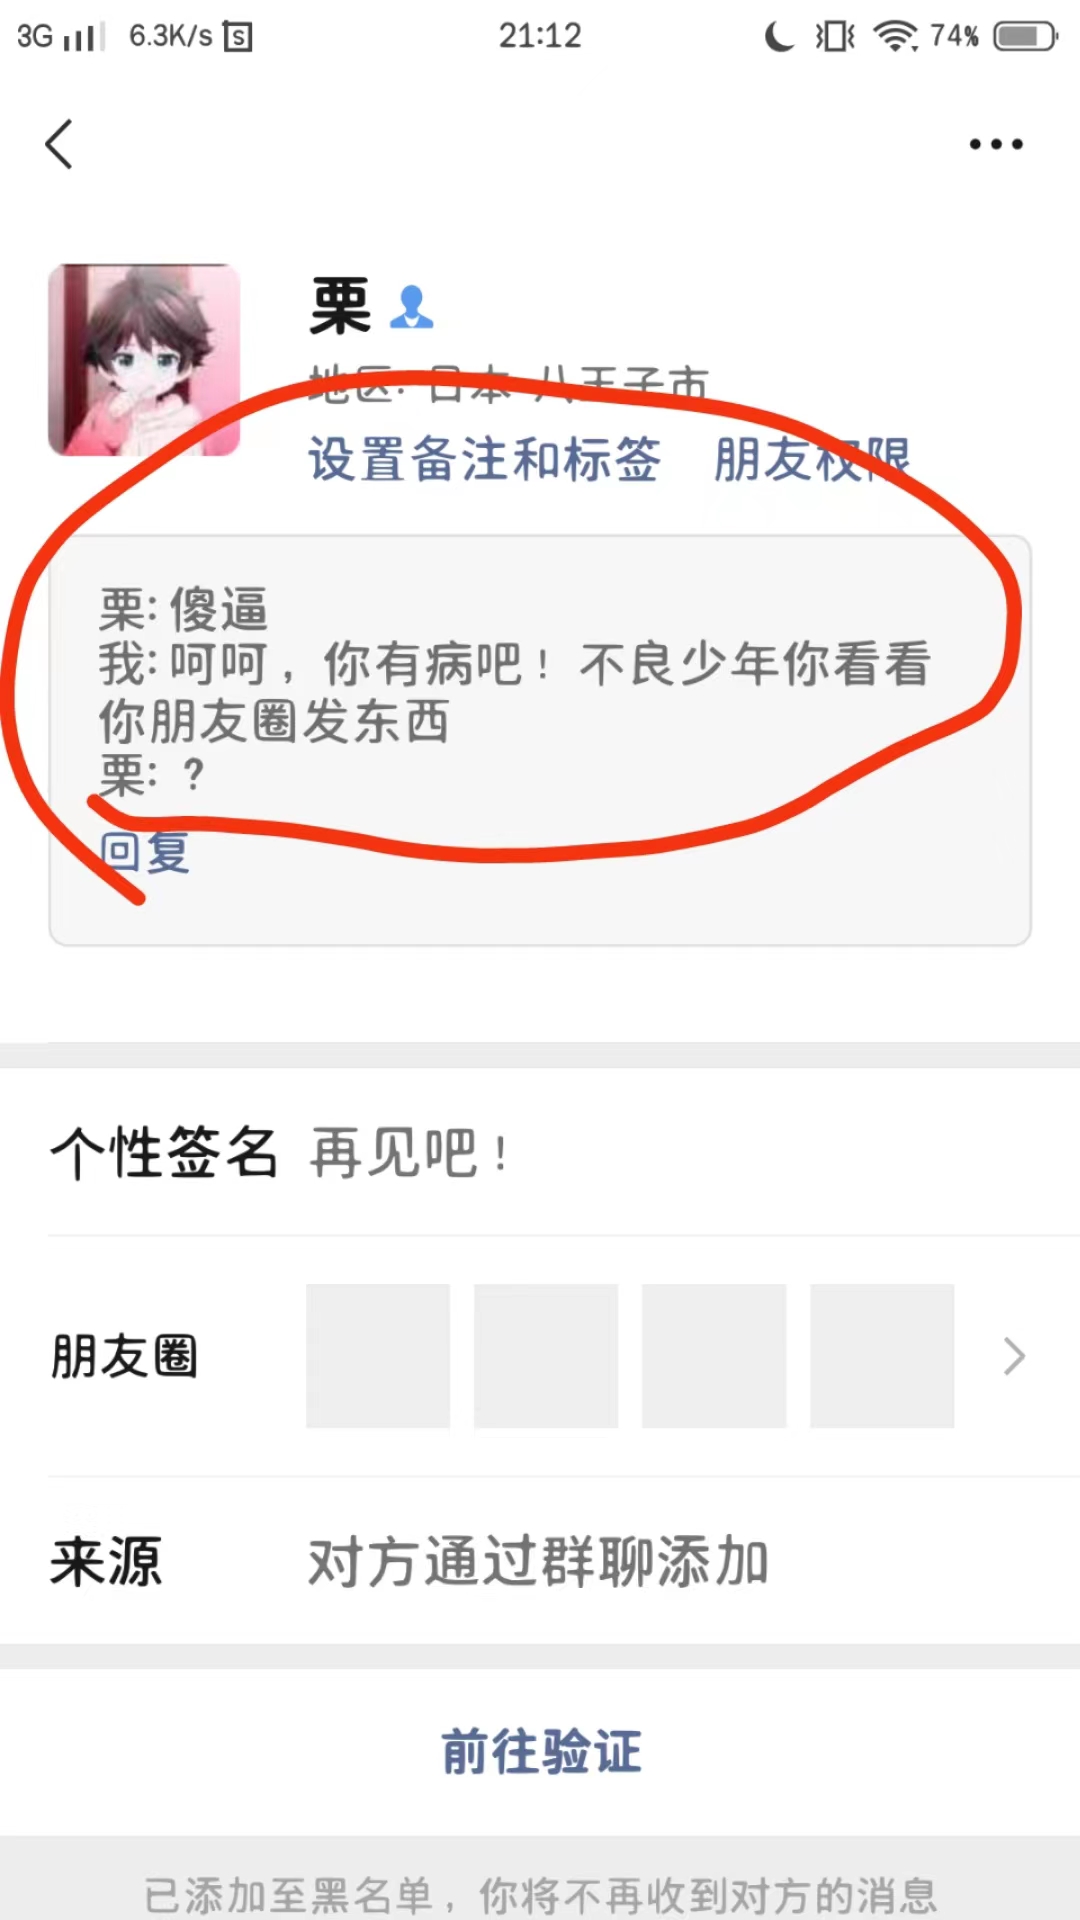 3G 6.3K/s 21:12 74%
栗
地区: 日本 八王子市
设置备注和标签 朋友权限
栗: 傻逼
我: 呵呵，你有病吧！不良少年你看看
你朋友圈发东西
栗: ？
回复
个性签名 再见吧！
朋友圈
来源 对方通过群聊添加
前往验证
已添加至黑名单，你将不再收到对方的消息